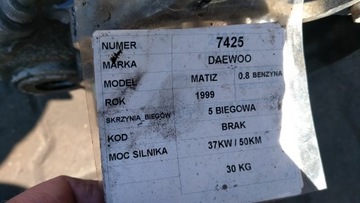 NUMER 7425
MARKA DAEWOO
MODEL MATIZ 0.8 BENZYNA
ROK 1999
SKRZYNIA BIEGÓW 5 BIEGOWA
KOD BRAK
MOC SILNIKA 37KW / 50KM
30 KG